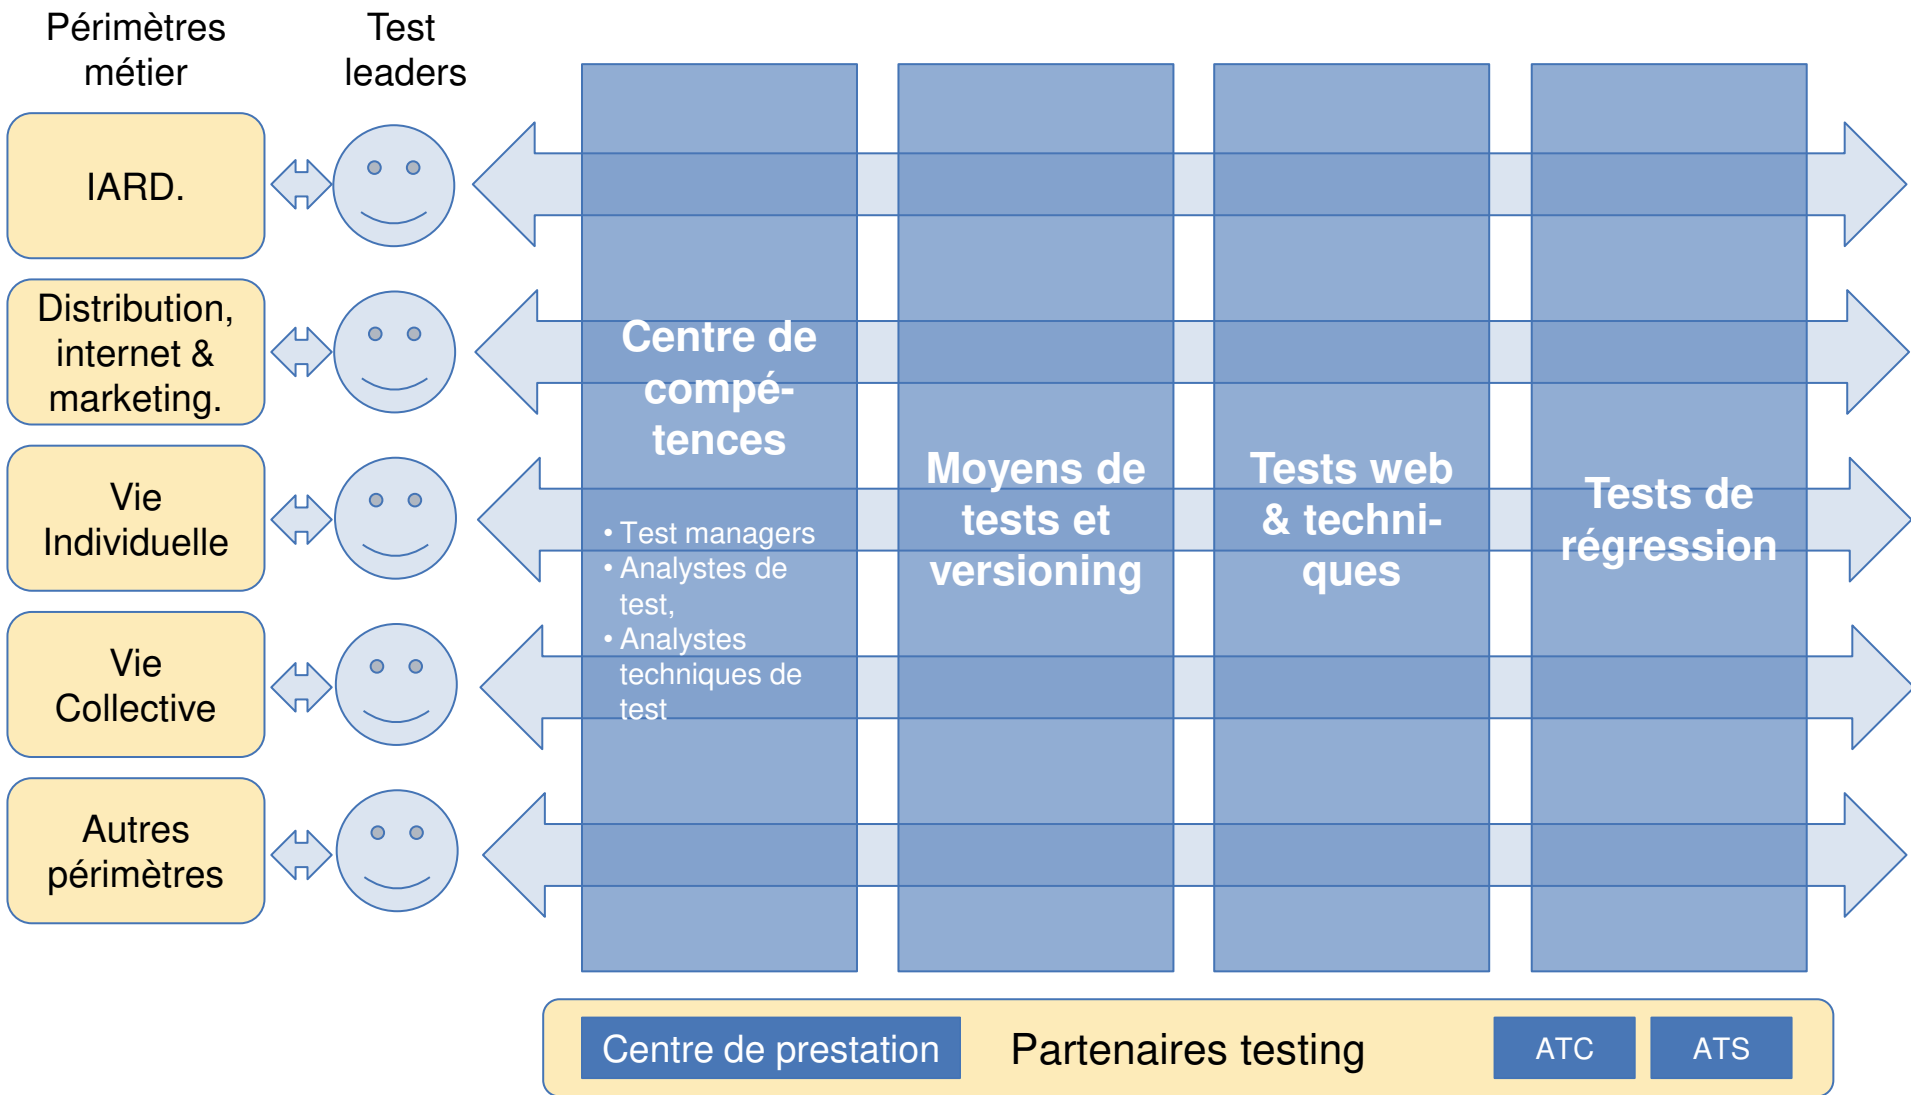 Périmètres
métier
Test
leaders
IARD.
Distribution,
internet &
marketing.
Vie
Individuelle
Vie
Collective
Autres
périmètres
Centre de
compé-
tences
• Test managers
• Analystes de
test,
• Analystes
techniques de
test
Moyens de
tests et
versioning
Tests web
& techni-
ques
Tests de
régression
Centre de prestation
Partenaires testing
ATC
ATS